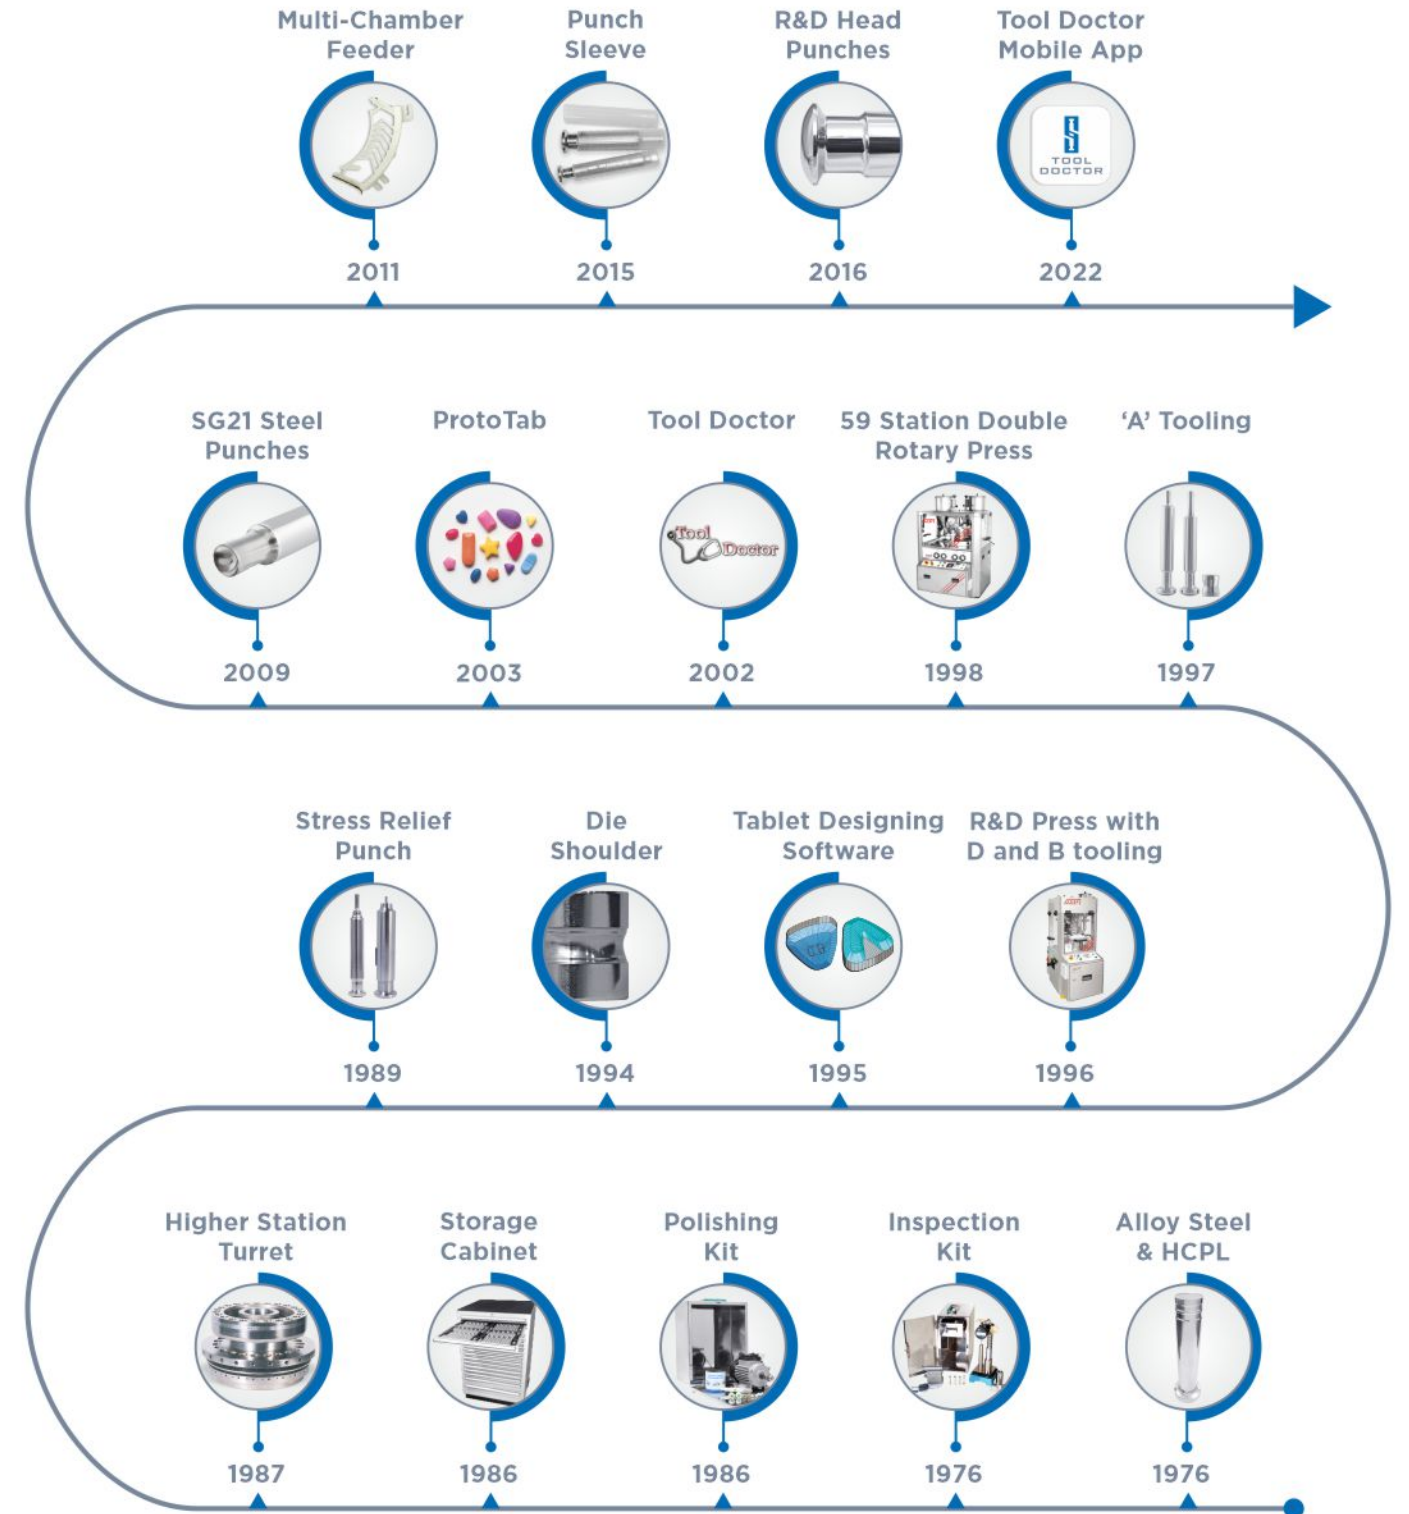 Multi-Chamber
Feeder
Punch
Sleeve
R&D Head
Punches
Tool Doctor
Mobile App
TOOL
DOCTOR
2011
2015
2016
2022
SG21 Steel
Punches
ProtoTab
Tool Doctor
59 Station Double
Rotary Press
‘A’ Tooling
Tool
Doctor
2009
2003
2002
1998
1997
Stress Relief
Punch
Die
Shoulder
Tablet Designing
Software
R&D Press with
D and B tooling
1989
1994
1995
1996
Higher Station
Turret
Storage
Cabinet
Polishing
Kit
Inspection
Kit
Alloy Steel
& HCPL
1987
1986
1986
1976
1976